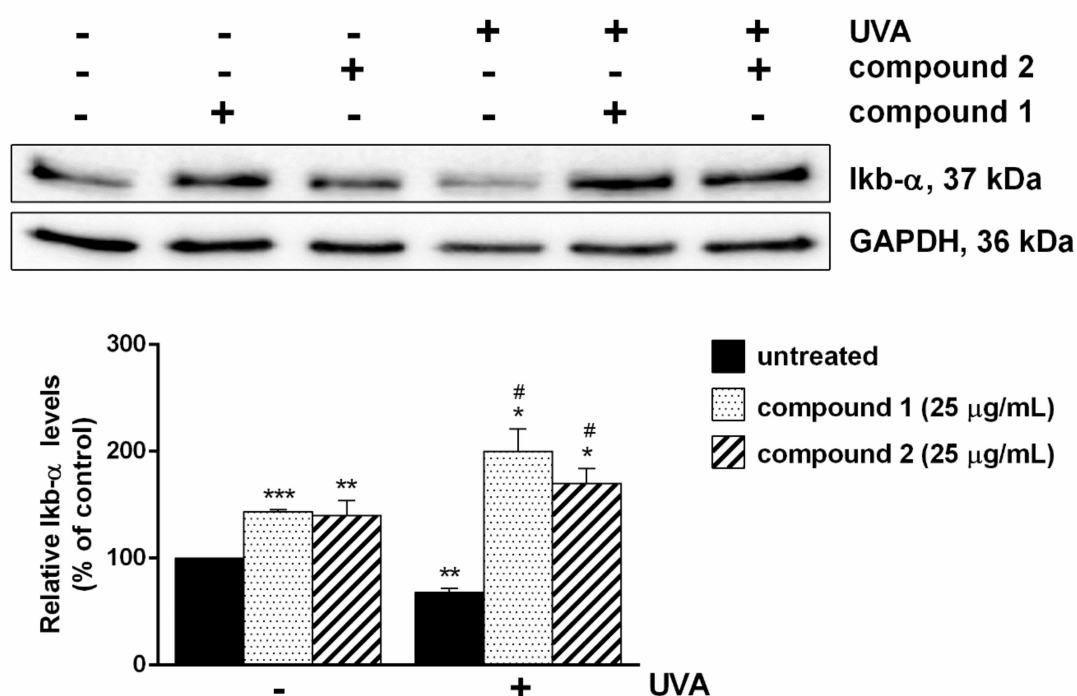 - - - + + + UVA
- - + - - + compound 2
- + - - + - compound 1
Ikb-α, 37 kDa
GAPDH, 36 kDa
Relative Ikb-α levels
(% of control)
300
200
100
0
***
**
**
#
*
#
*
- + UVA
untreated
compound 1 (25 μg/mL)
compound 2 (25 μg/mL)